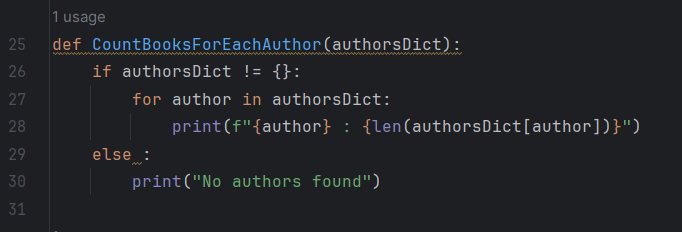 1 usage
25 def CountBooksForEachAuthor(authorsDict):
26     if authorsDict != {}:
27         for author in authorsDict:
28             print(f"{author} : {len(authorsDict[author])}")
29     else :
30         print("No authors found")
31